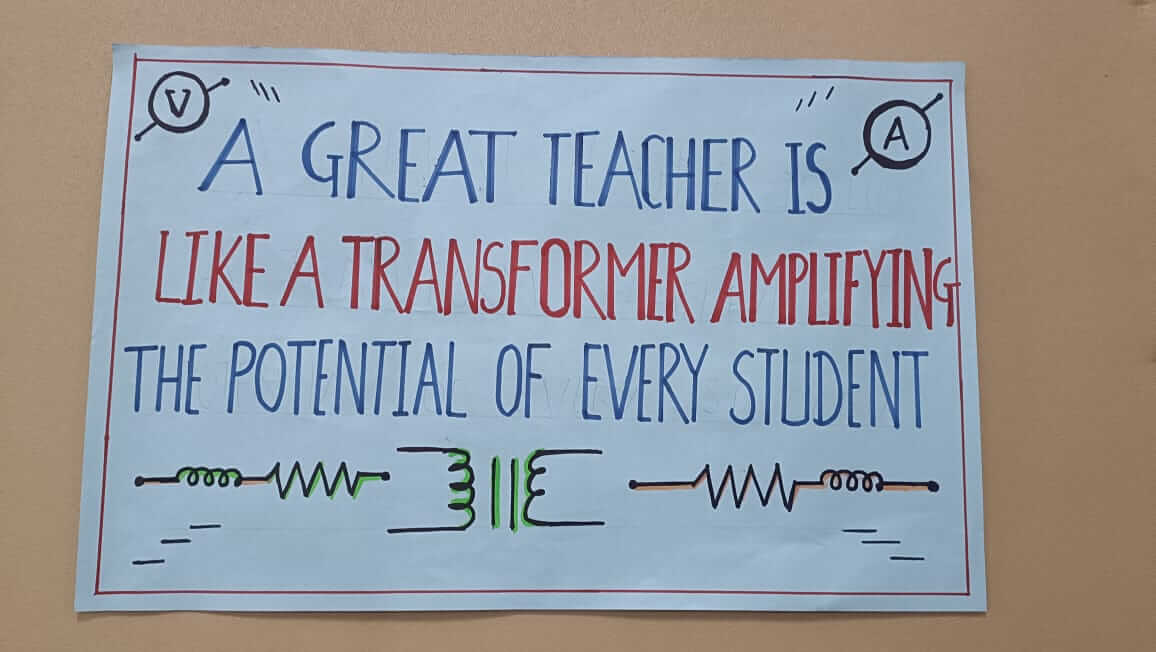 V
A
A GREAT TEACHER IS
LIKE A TRANSFORMER AMPLIFYING
THE POTENTIAL OF EVERY STUDENT